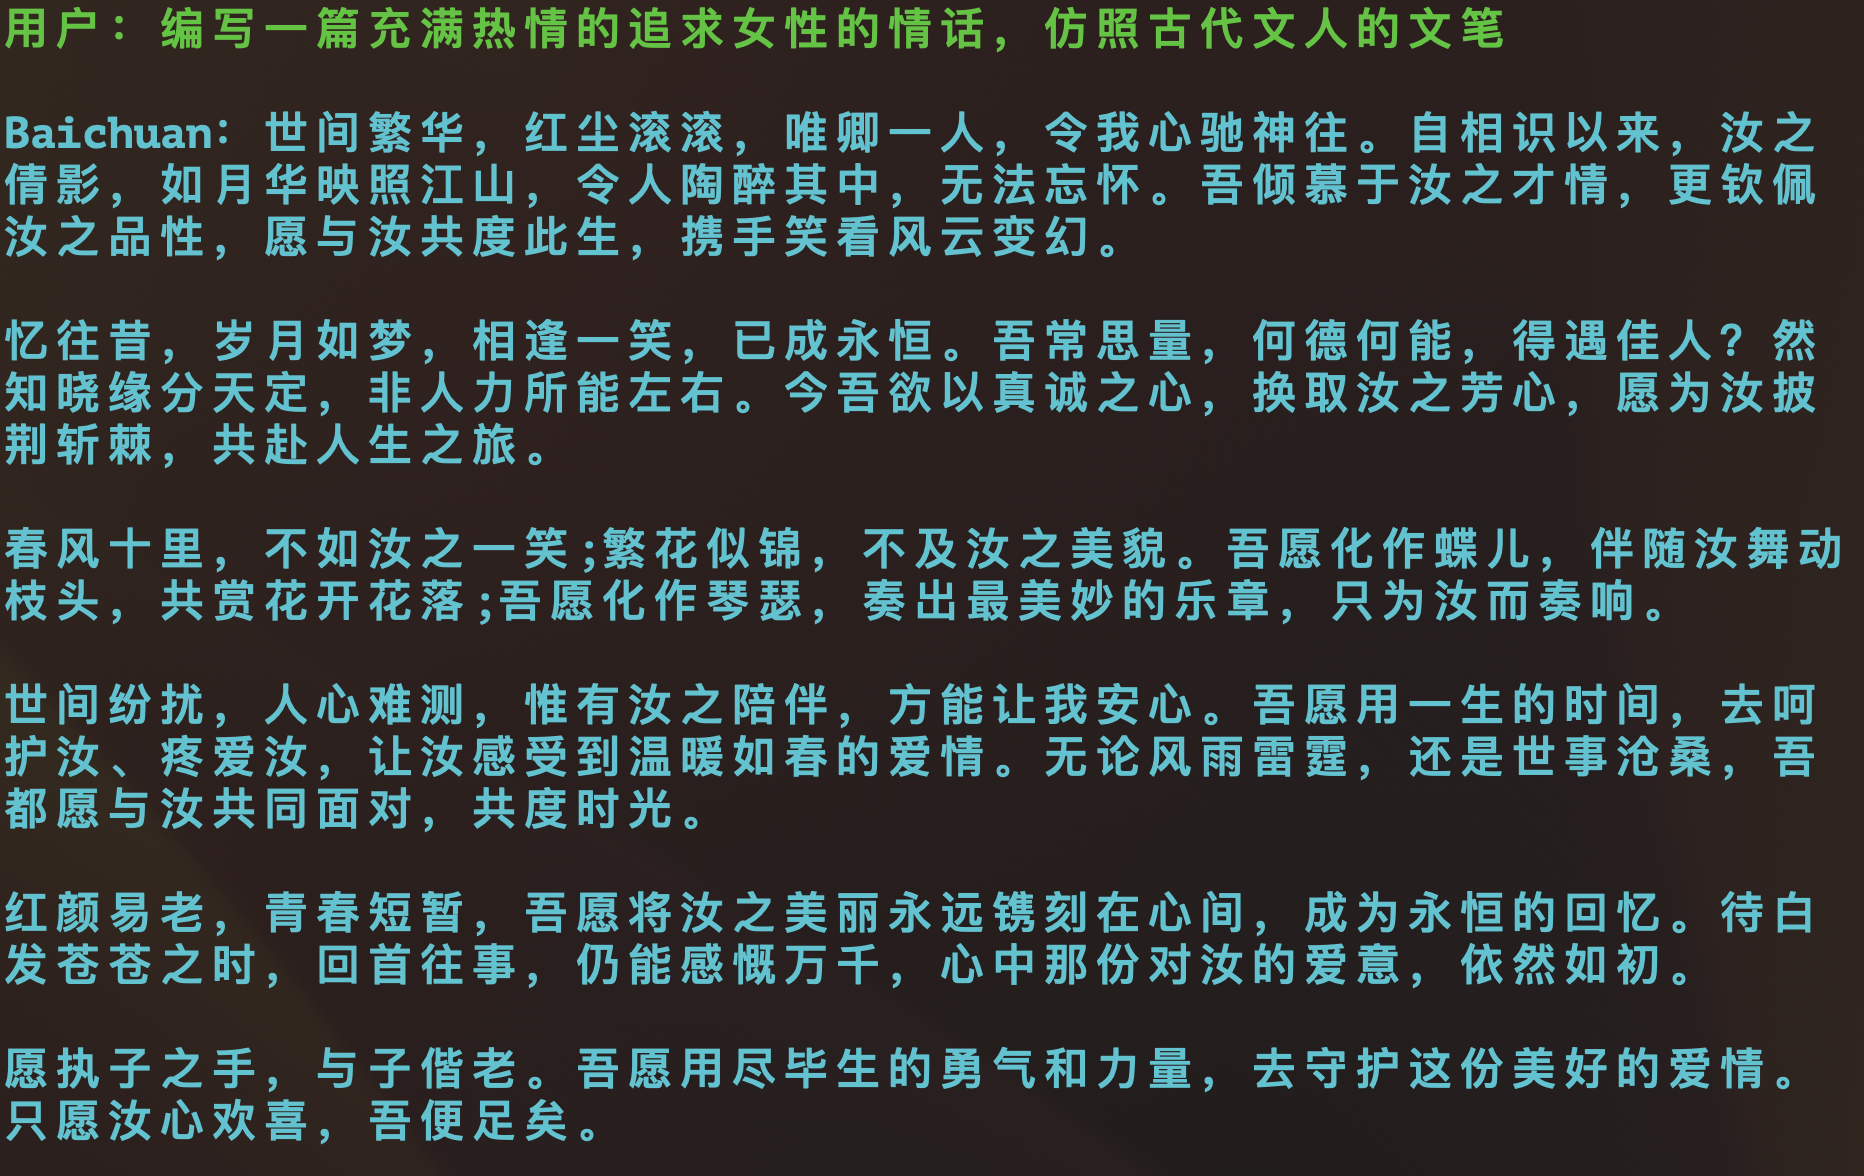 用户：编写一篇充满热情的追求女性的情话，仿照古代文人的文笔
Baichuan：世间繁华，红尘滚滚，唯卿一人，令我心驰神往。自相识以来，汝之
倩影，如月华映照江山，令人陶醉其中，无法忘怀。吾倾慕于汝之才情，更钦佩
汝之品性，愿与汝共度此生，携手笑看风云变幻。
忆往昔，岁月如梦，相逢一笑，已成永恒。吾常思量，何德何能，得遇佳人？然
知晓缘分天定，非人力所能左右。今吾欲以真诚之心，换取汝之芳心，愿为汝披
荆斩棘，共赴人生之旅。
春风十里，不如汝之一笑;繁花似锦，不及汝之美貌。吾愿化作蝶儿，伴随汝舞动
枝头，共赏花开花落;吾愿化作琴瑟，奏出最美妙的乐章，只为汝而奏响。
世间纷扰，人心难测，惟有汝之陪伴，方能让我安心。吾愿用一生的时间，去呵
护汝、疼爱汝，让汝感受到温暖如春的爱情。无论风雨雷霆，还是世事沧桑，吾
都愿与汝共同面对，共度时光。
红颜易老，青春短暂，吾愿将汝之美丽永远镌刻在心间，成为永恒的回忆。待白
发苍苍之时，回首往事，仍能感慨万千，心中那份对汝的爱意，依然如初。
愿执子之手，与子偕老。吾愿用尽毕生的勇气和力量，去守护这份美好的爱情。
只愿汝心欢喜，吾便足矣。